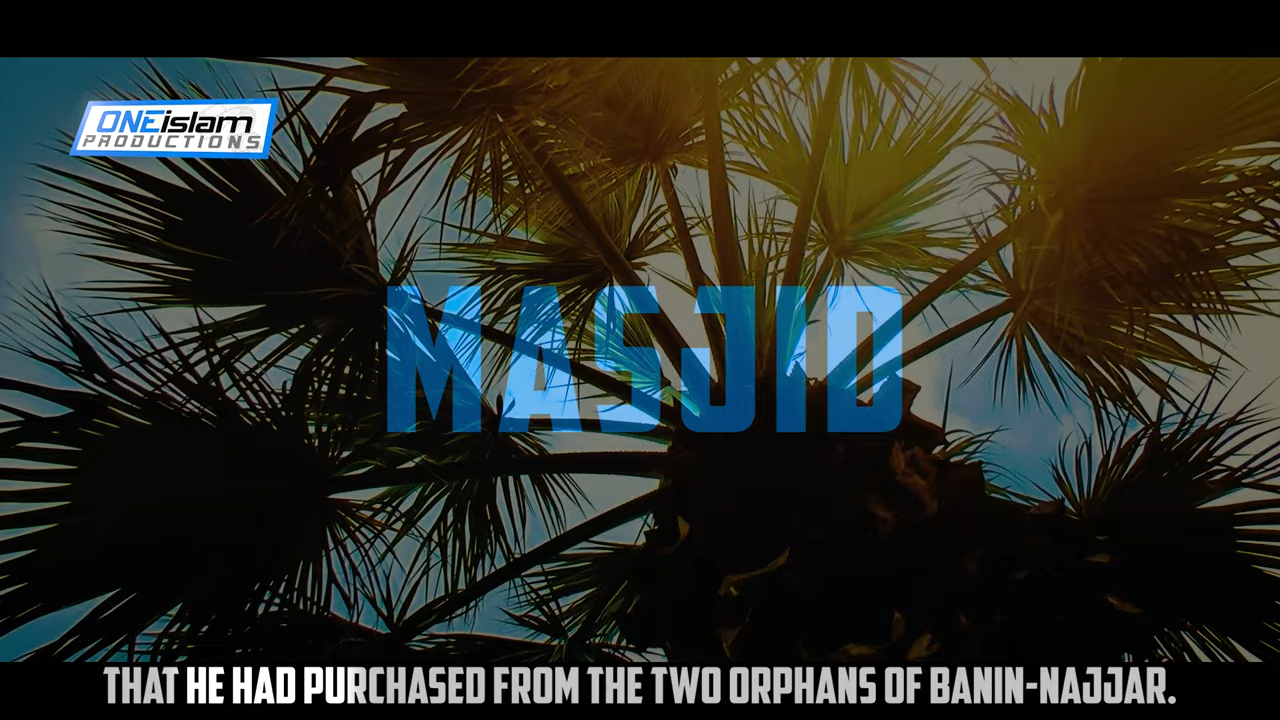 ONEislam
PRODUCTIONS
MASJID
THAT HE HAD PURCHASED FROM THE TWO ORPHANS OF BANIN-NAJJAR.